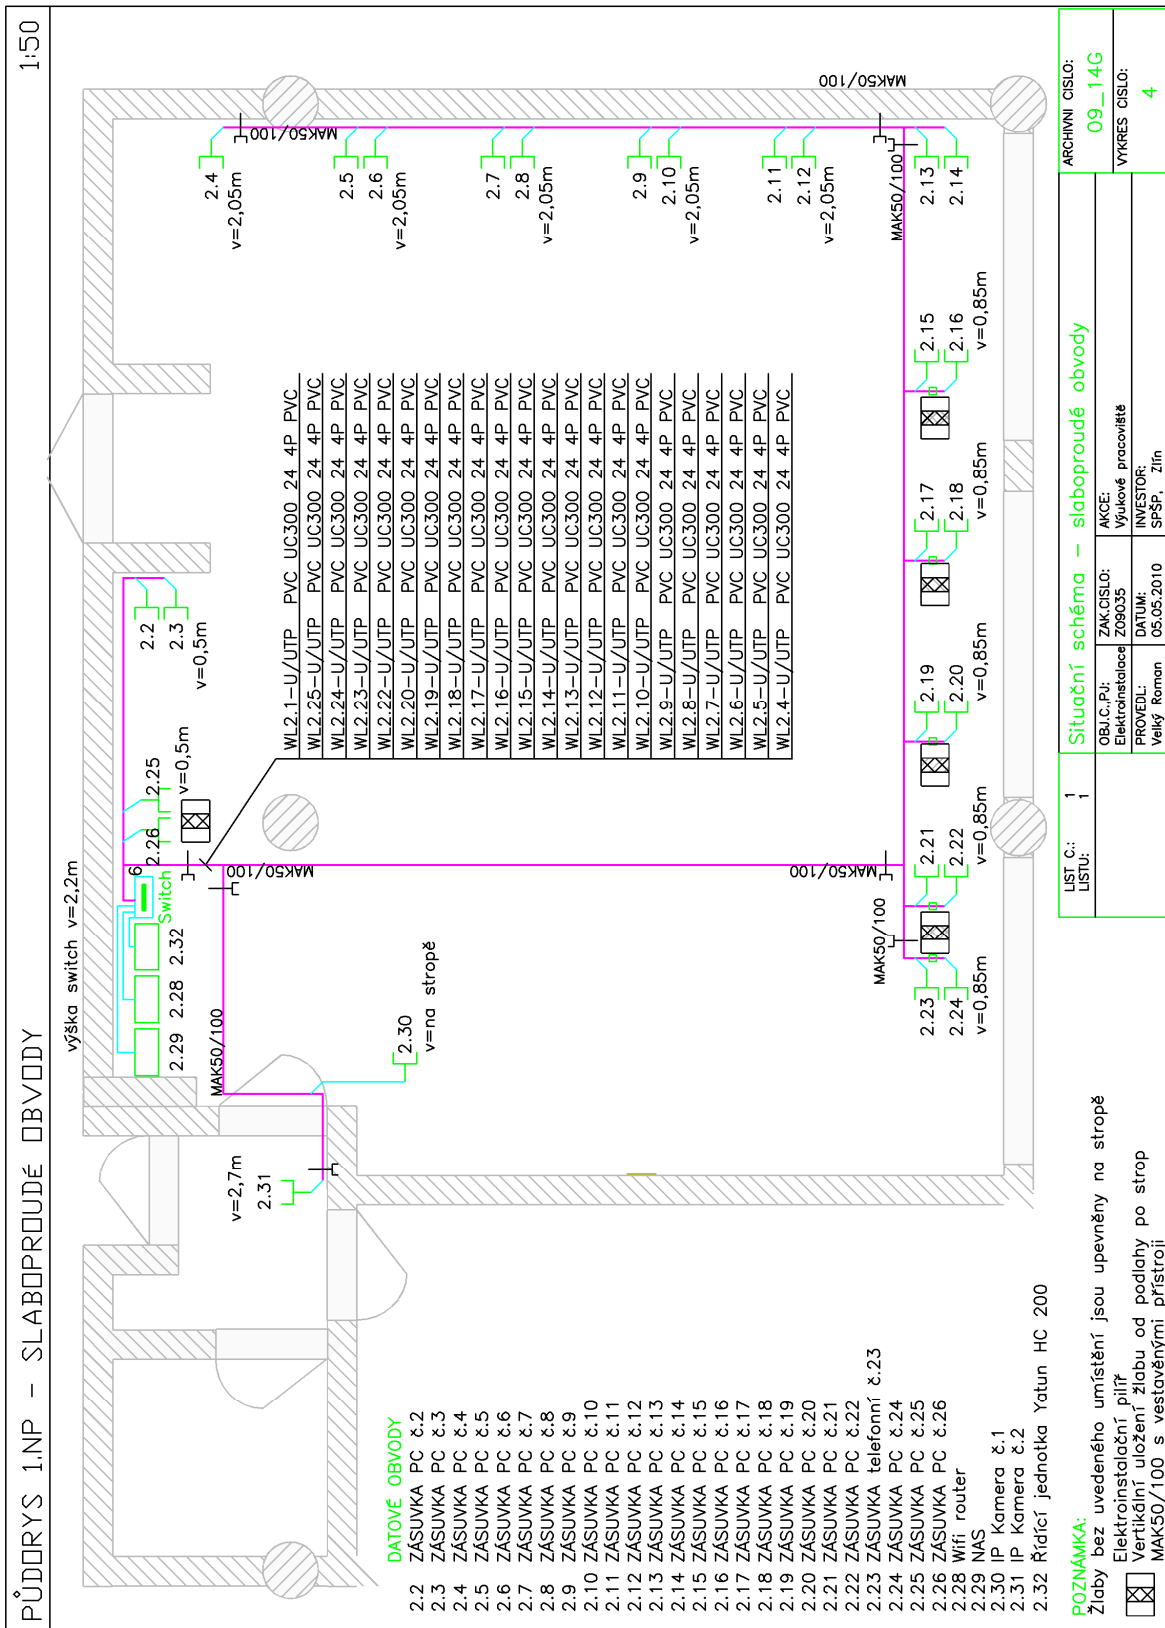 PŮDORYS 1.NP - SLABOPROUDÉ OBVODY
1:50
výška switch v=2,2m
6
Switch
2.29
2.28
2.32
2.26
2.25
v=0,5m
2.2
2.3
v=0,5m
2.4
v=2,05m
2.5
2.6
v=2,05m
2.7
2.8
v=2,05m
2.9
2.10
v=2,05m
2.11
2.12
v=2,05m
2.13
2.14
MAK50/100
MAK50/100
MAK50/100
MAK50/100
MAK50/100
MAK50/100
MAK50/100
v=2,7m
2.31
2.30
v=na stropě
WL2.1-U/UTP PVC UC300 24 4P PVC
WL2.25-U/UTP PVC UC300 24 4P PVC
WL2.24-U/UTP PVC UC300 24 4P PVC
WL2.23-U/UTP PVC UC300 24 4P PVC
WL2.22-U/UTP PVC UC300 24 4P PVC
WL2.20-U/UTP PVC UC300 24 4P PVC
WL2.19-U/UTP PVC UC300 24 4P PVC
WL2.18-U/UTP PVC UC300 24 4P PVC
WL2.17-U/UTP PVC UC300 24 4P PVC
WL2.16-U/UTP PVC UC300 24 4P PVC
WL2.15-U/UTP PVC UC300 24 4P PVC
WL2.14-U/UTP PVC UC300 24 4P PVC
WL2.13-U/UTP PVC UC300 24 4P PVC
WL2.12-U/UTP PVC UC300 24 4P PVC
WL2.11-U/UTP PVC UC300 24 4P PVC
WL2.10-U/UTP PVC UC300 24 4P PVC
WL2.9-U/UTP PVC UC300 24 4P PVC
WL2.8-U/UTP PVC UC300 24 4P PVC
WL2.7-U/UTP PVC UC300 24 4P PVC
WL2.6-U/UTP PVC UC300 24 4P PVC
WL2.5-U/UTP PVC UC300 24 4P PVC
WL2.4-U/UTP PVC UC300 24 4P PVC
2.23
2.24
v=0,85m
2.21
2.22
v=0,85m
2.19
2.20
v=0,85m
2.17
2.18
v=0,85m
2.15
2.16
v=0,85m
DATOVÉ OBVODY
2.2 ZÁSUVKA PC č.2
2.3 ZÁSUVKA PC č.3
2.4 ZÁSUVKA PC č.4
2.5 ZÁSUVKA PC č.5
2.6 ZÁSUVKA PC č.6
2.7 ZÁSUVKA PC č.7
2.8 ZÁSUVKA PC č.8
2.9 ZÁSUVKA PC č.9
2.10 ZÁSUVKA PC č.10
2.11 ZÁSUVKA PC č.11
2.12 ZÁSUVKA PC č.12
2.13 ZÁSUVKA PC č.13
2.14 ZÁSUVKA PC č.14
2.15 ZÁSUVKA PC č.15
2.16 ZÁSUVKA PC č.16
2.17 ZÁSUVKA PC č.17
2.18 ZÁSUVKA PC č.18
2.19 ZÁSUVKA PC č.19
2.20 ZÁSUVKA PC č.20
2.21 ZÁSUVKA PC č.21
2.22 ZÁSUVKA PC č.22
2.23 ZÁSUVKA telefonní č.23
2.24 ZÁSUVKA PC č.24
2.25 ZÁSUVKA PC č.25
2.26 ZÁSUVKA PC č.26
2.28 Wifi router
2.29 NAS
2.30 IP Kamera č.1
2.31 IP Kamera č.2
2.32 Řídící jednotka Yatun HC 200
POZNÁMKA:
Žlaby bez uvedeného umístění jsou upevněny na stropě
Elektroinstalační pilíř
Vertikální uložení žlabu od podlahy po strop
MAK50/100 s vestavěnými přístroji
LIST C.: 1
LISTU: 1
Situační schéma - slaboproudé obvody
OBJ.C.,PJ:
Elektroinstalace
ZAK.CISLO:
Z09035
AKCE:
Výukové pracoviště
PROVEDL:
Velký Roman
DATUM:
05.05.2010
INVESTOR:
SPŠP, Zlín
ARCHIVNI CISLO:
09_14G
VYKRES CISLO:
4